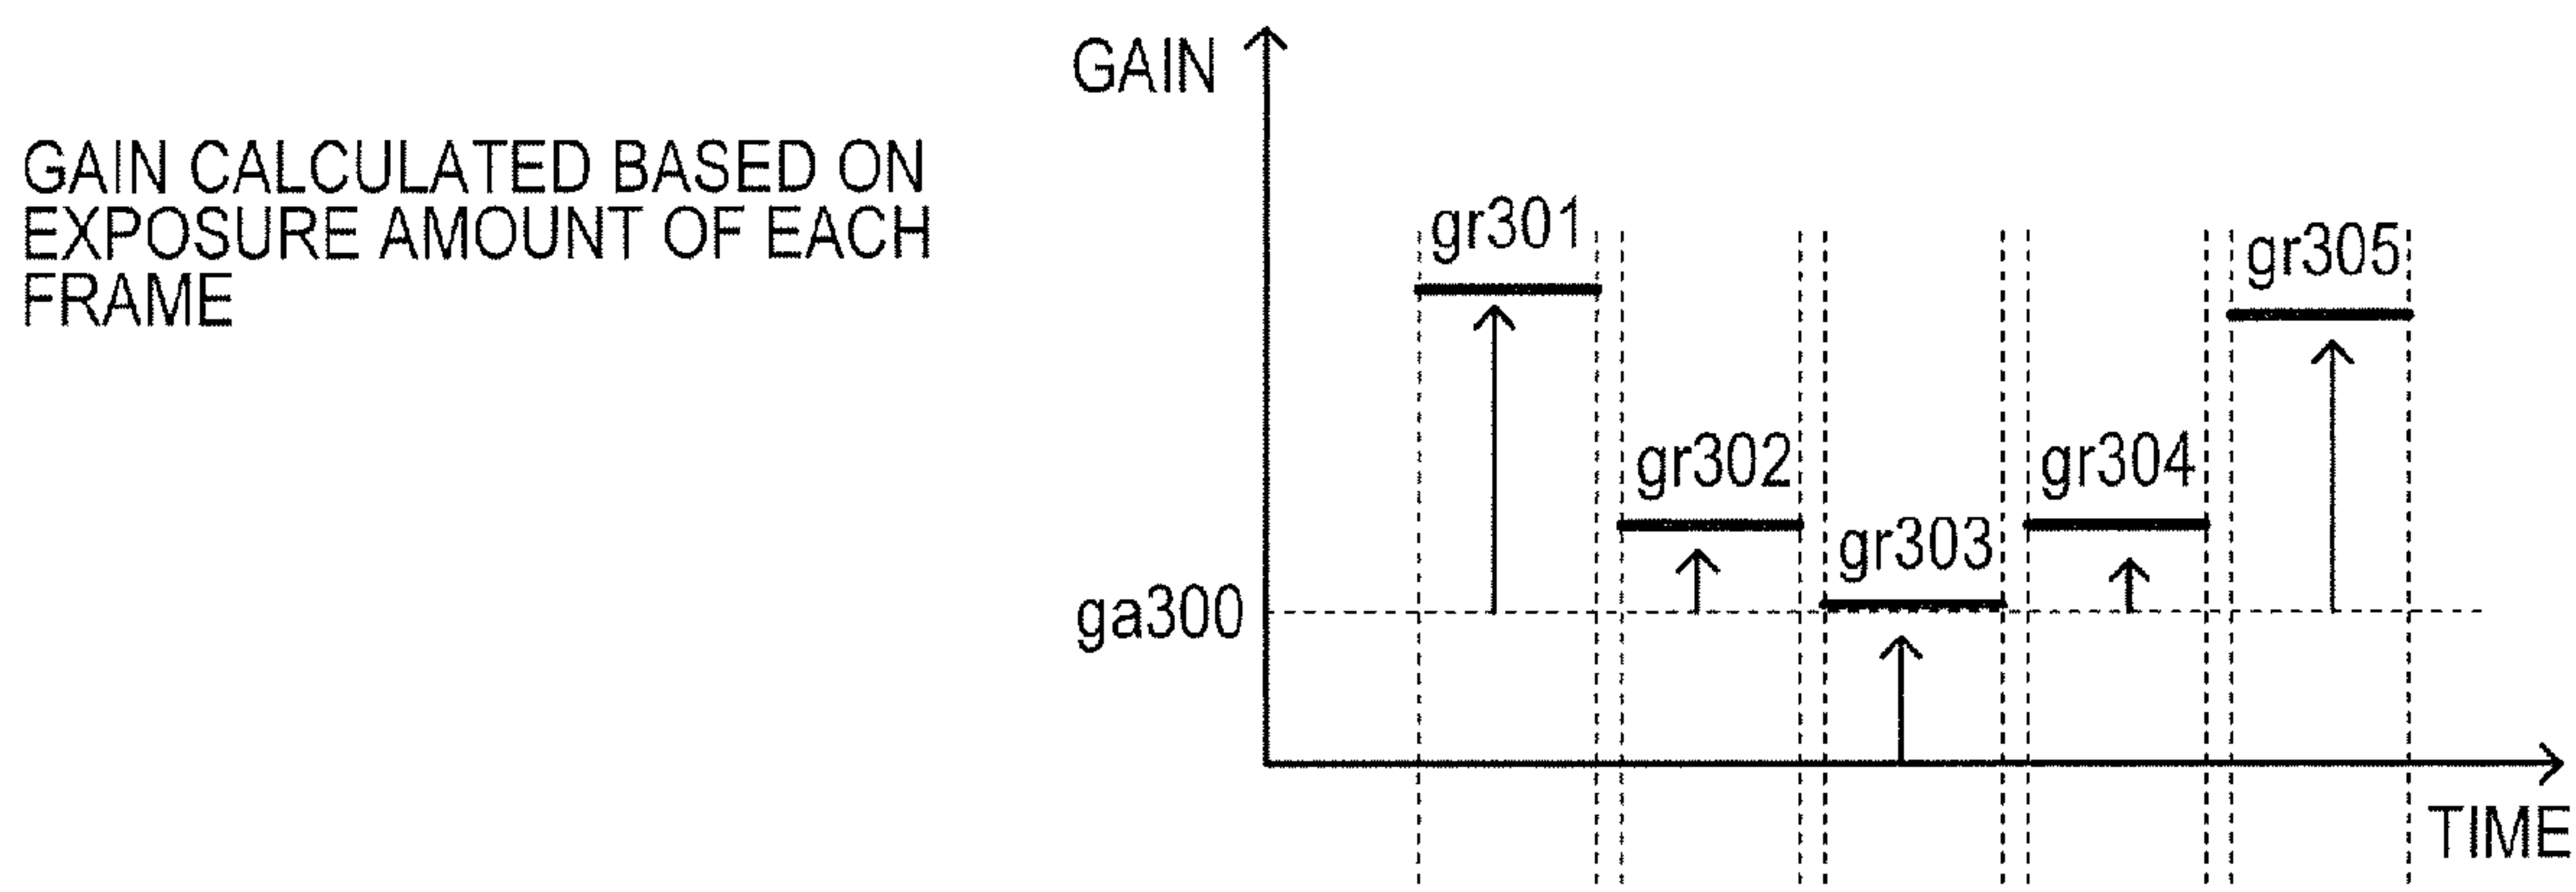 GAIN CALCULATED BASED ON
EXPOSURE AMOUNT OF EACH
FRAME
GAIN
gr301
gr302
gr303
gr304
gr305
ga300
TIME